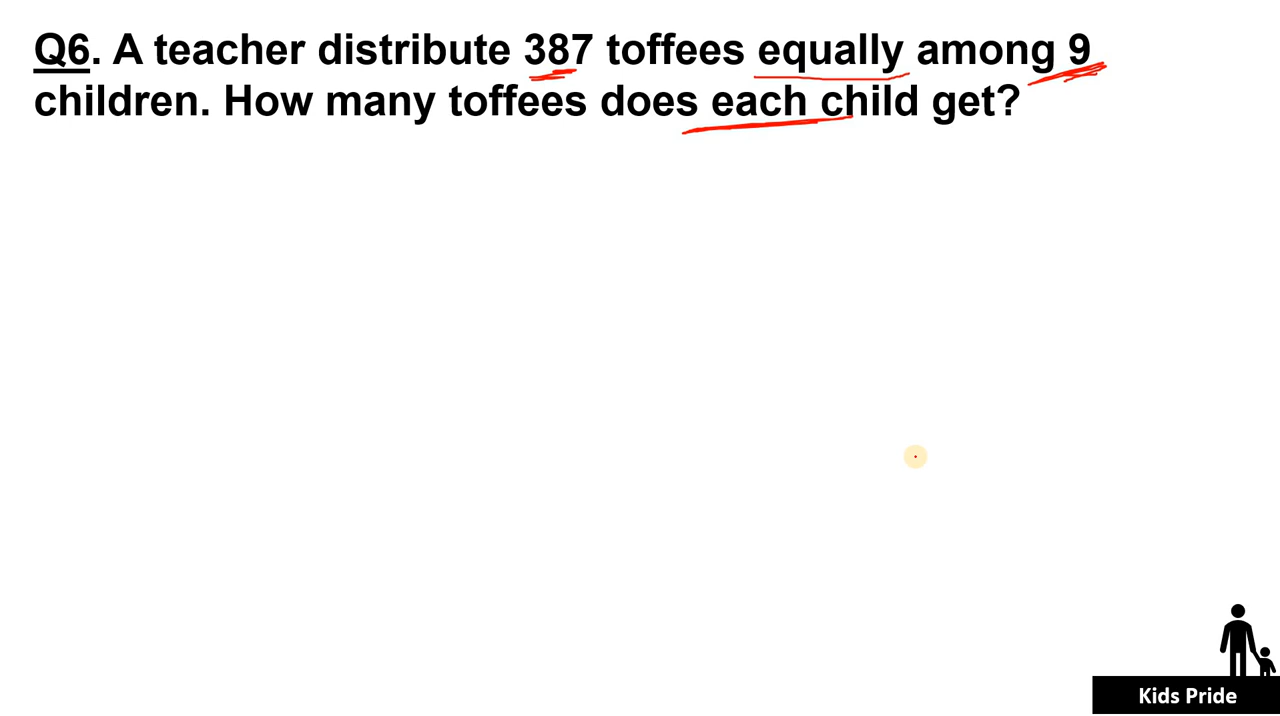 Q6. A teacher distribute 387 toffees equally among 9
children. How many toffees does each child get?
Kids Pride